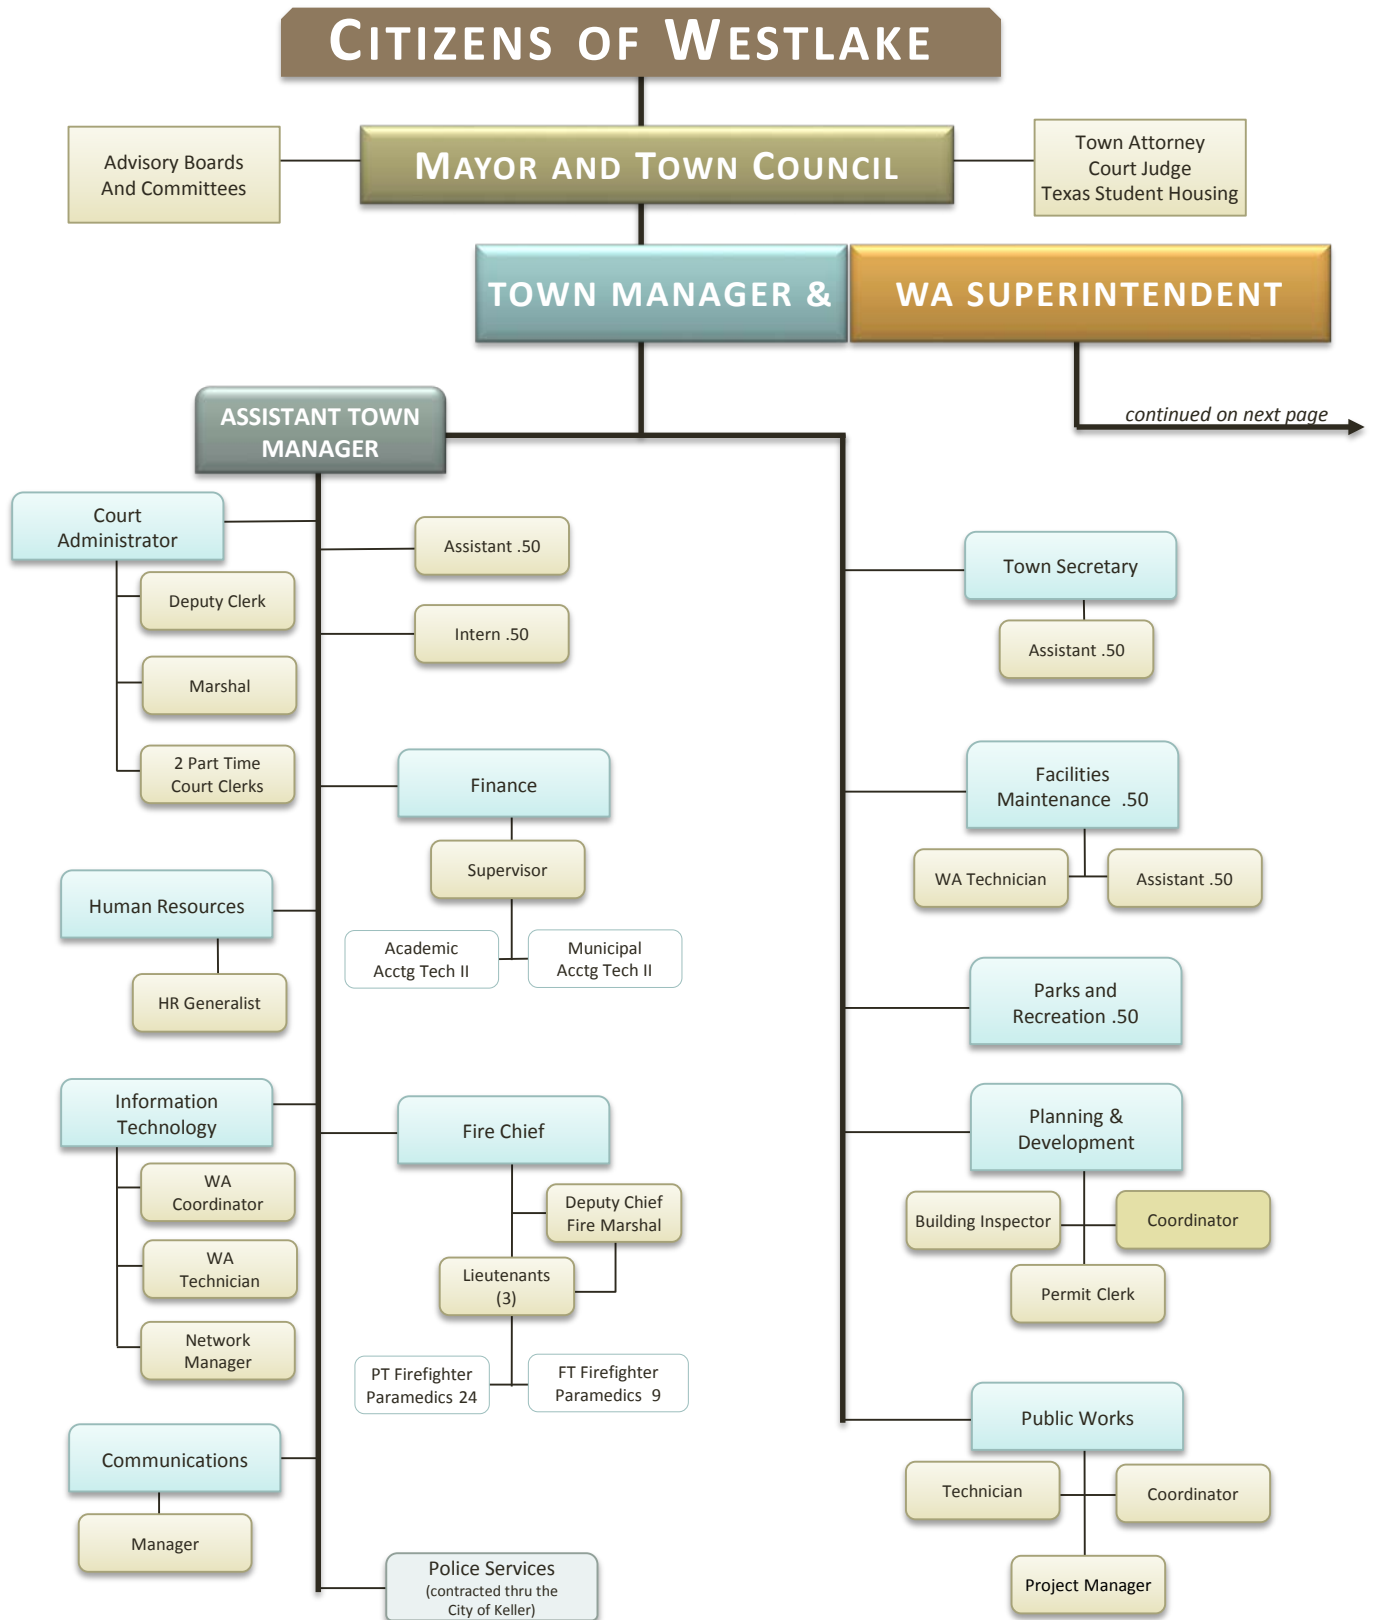 CITIZENS OF WESTLAKE
Advisory Boards
And Committees
MAYOR AND TOWN COUNCIL
Town Attorney
Court Judge
Texas Student Housing
TOWN MANAGER &
WA SUPERINTENDENT
continued on next page
ASSISTANT TOWN
MANAGER
Court
Administrator
Deputy Clerk
Marshal
2 Part Time
Court Clerks
Assistant .50
Intern .50
Finance
Supervisor
Academic
Acctg Tech II
Municipal
Acctg Tech II
Human Resources
HR Generalist
Information
Technology
WA
Coordinator
WA
Technician
Network
Manager
Fire Chief
Deputy Chief
Fire Marshal
Lieutenants
(3)
PT Firefighter
Paramedics 24
FT Firefighter
Paramedics 9
Communications
Manager
Police Services
(contracted thru the
City of Keller)
Town Secretary
Assistant .50
Facilities
Maintenance .50
WA Technician
Assistant .50
Parks and
Recreation .50
Planning &
Development
Building Inspector
Coordinator
Permit Clerk
Public Works
Technician
Coordinator
Project Manager